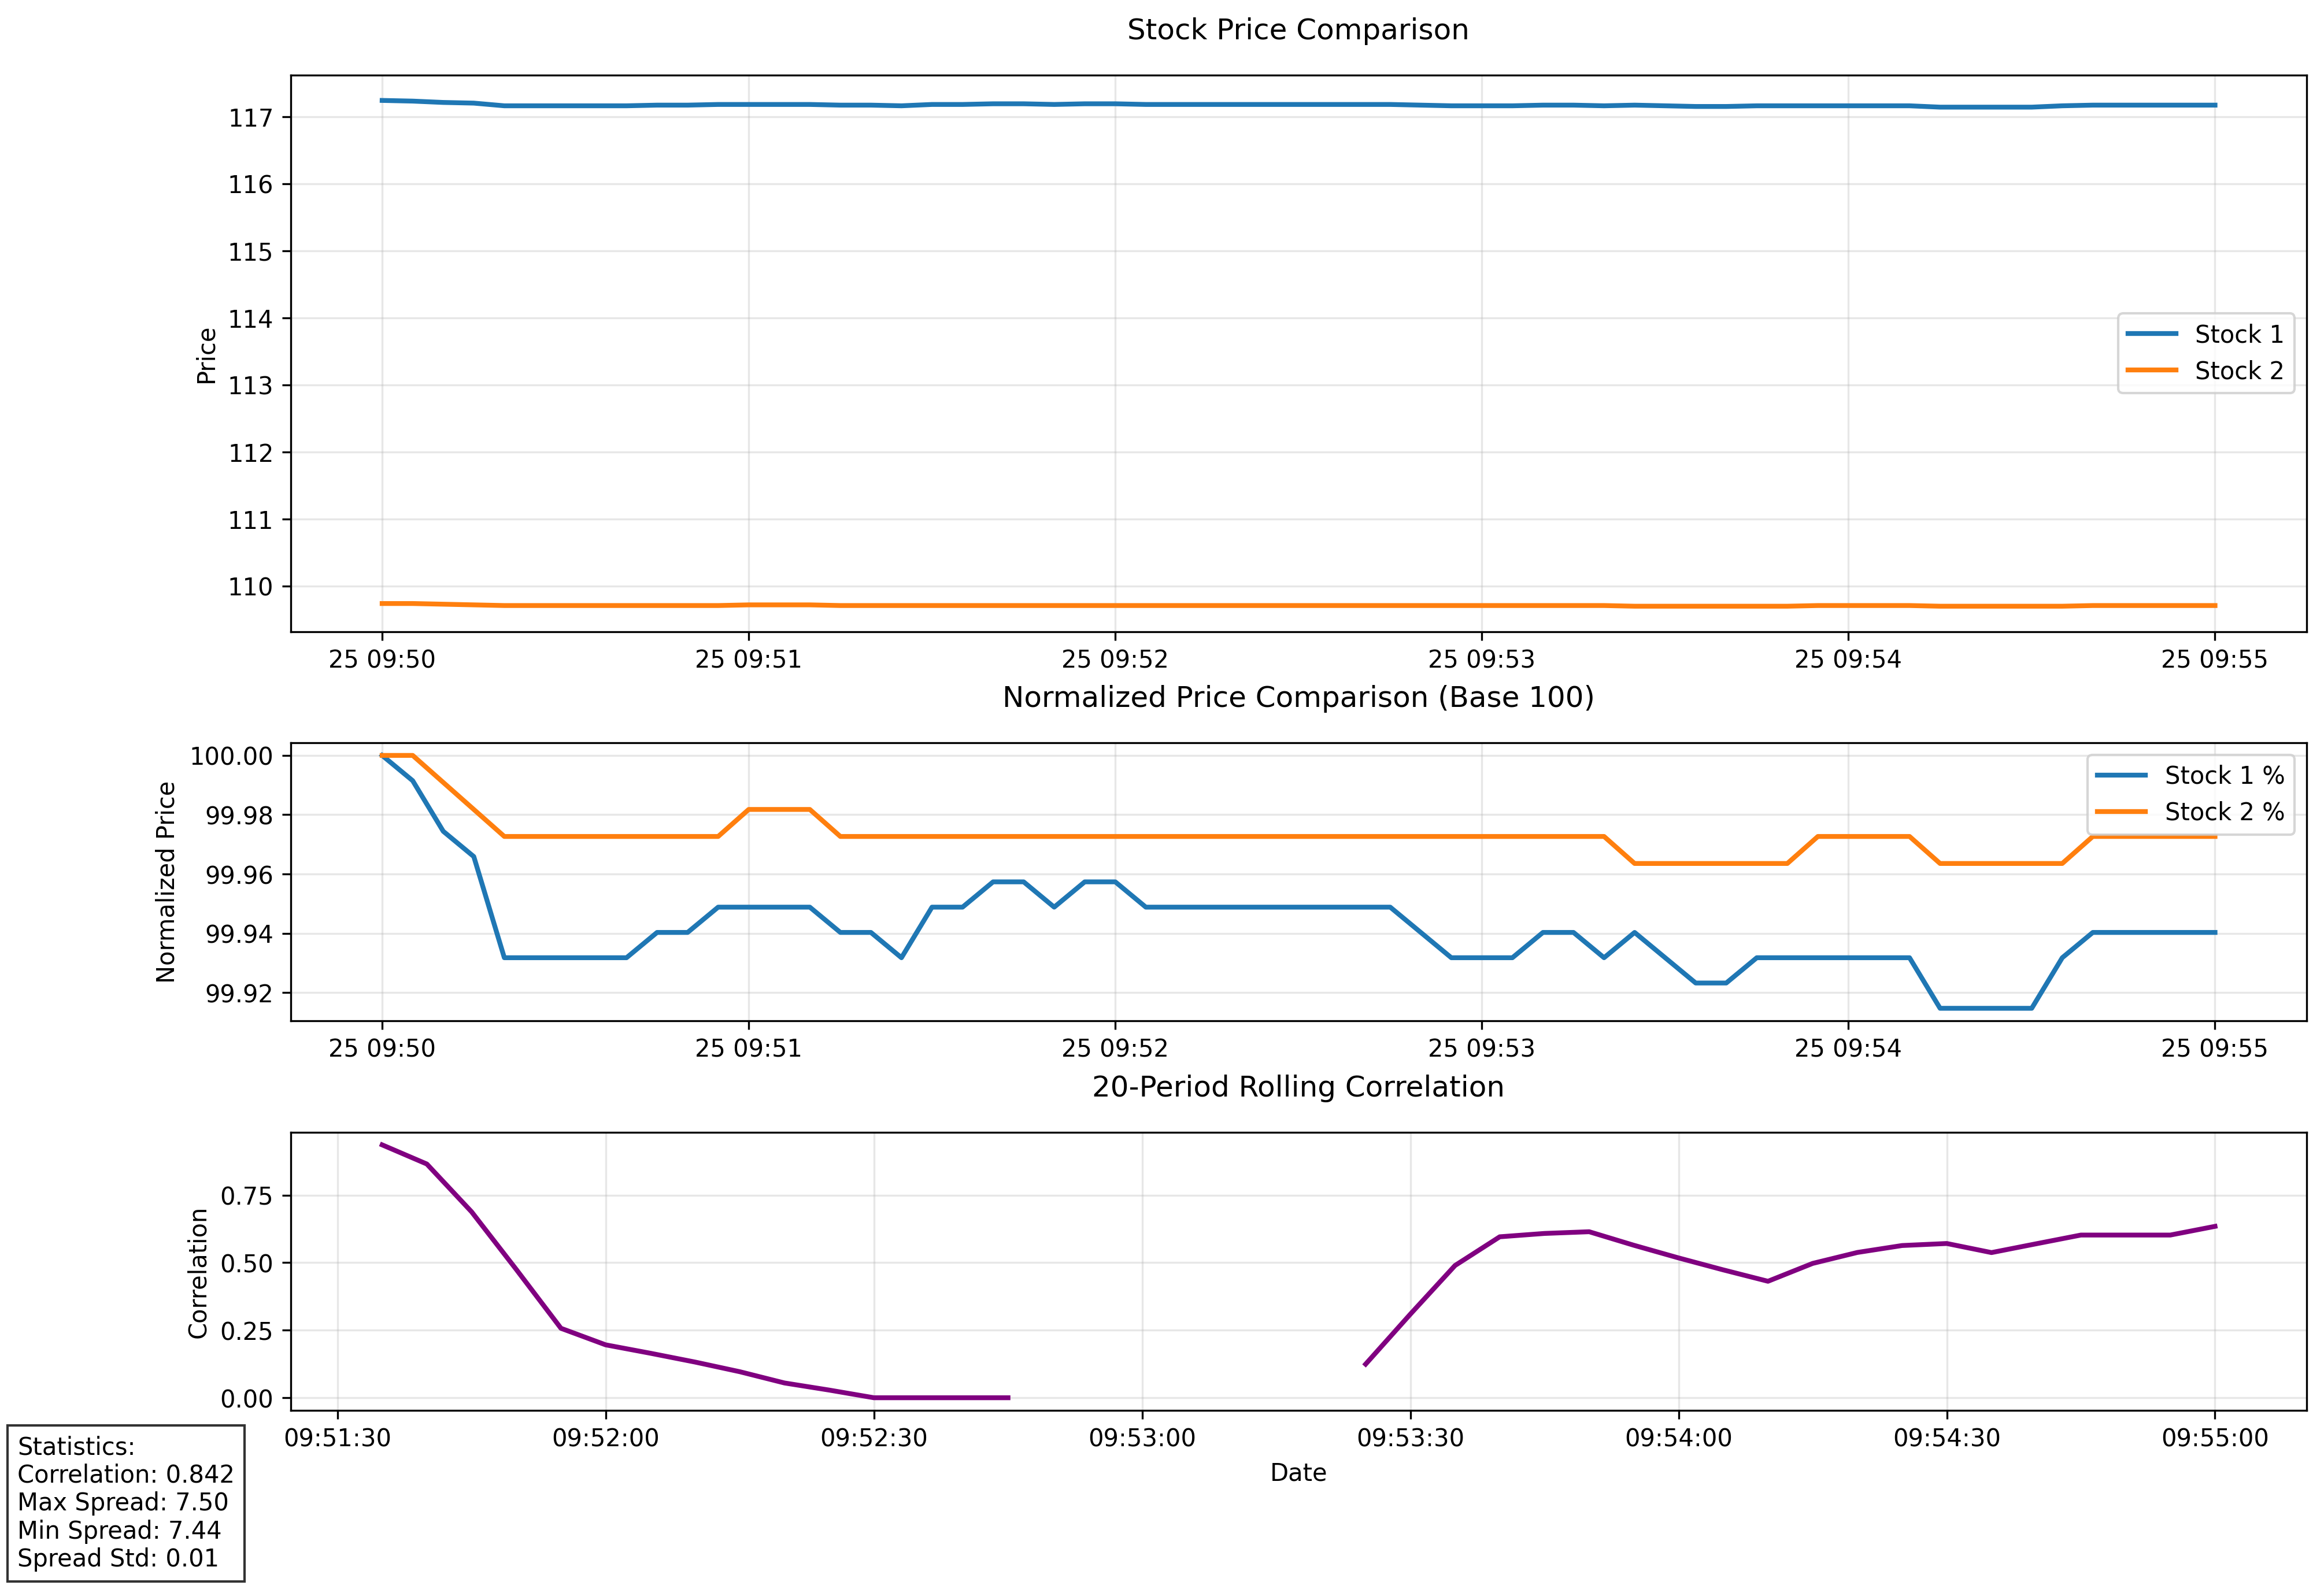 Stock Price Comparison
117
116
115
114
113
112
111
110
Price
Stock 1
Stock 2
25 09:50 25 09:51 25 09:52 25 09:53 25 09:54 25 09:55
Normalized Price Comparison (Base 100)
100.00
99.98
99.96
99.94
99.92
Normalized Price
Stock 1 %
Stock 2 %
25 09:50 25 09:51 25 09:52 25 09:53 25 09:54 25 09:55
20-Period Rolling Correlation
0.75
0.50
0.25
0.00
Correlation
09:51:30 09:52:00 09:52:30 09:53:00 09:53:30 09:54:00 09:54:30 09:55:00
Date
Statistics:
Correlation: 0.842
Max Spread: 7.50
Min Spread: 7.44
Spread Std: 0.01